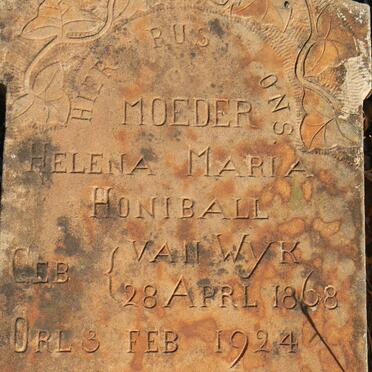 HIER RUS ONS
MOEDER
HELENA MARIA
HONIBALL
GEB { VAN WYK
28 APRL 1868
ORL 3 FEB 1924